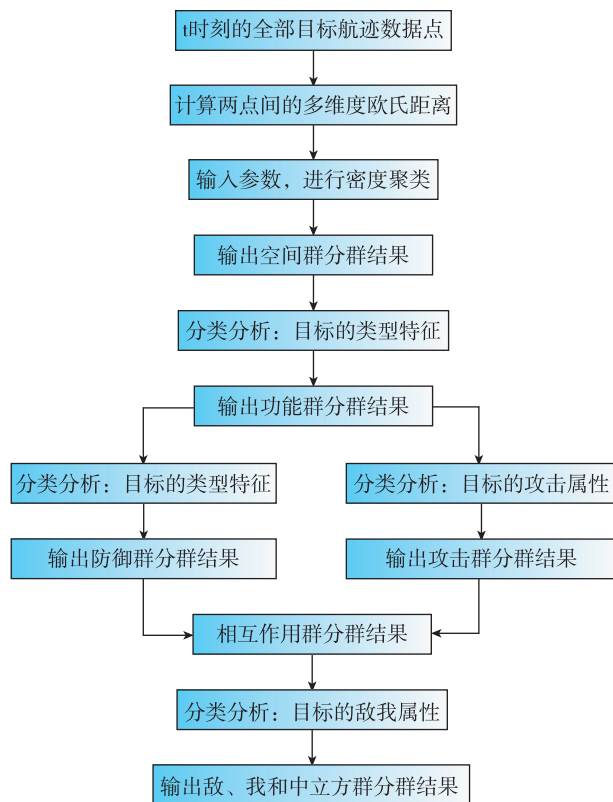 t时刻的全部目标航迹数据点
计算两点间的多维度欧氏距离
输入参数，进行密度聚类
输出空间群分群结果
分类分析：目标的类型特征
输出功能群分群结果
分类分析：目标的类型特征
分类分析：目标的攻击属性
输出防御群分群结果
输出攻击群分群结果
相互作用群分群结果
分类分析：目标的敌我属性
输出敌、我和中立方群分群结果